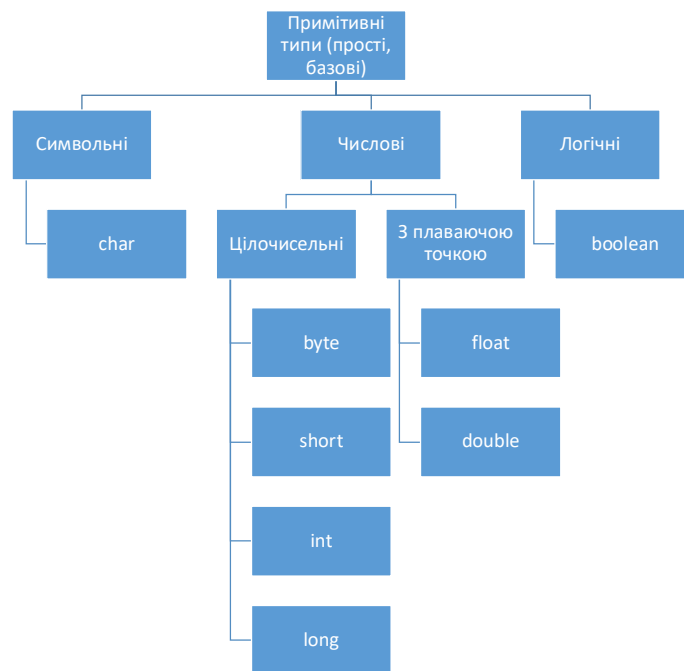 Примітивні
типи (прості,
базові)
Символьні
Числові
Логічні
char
Цілочисельні
З плаваючою
точкою
boolean
byte
float
short
double
int
long